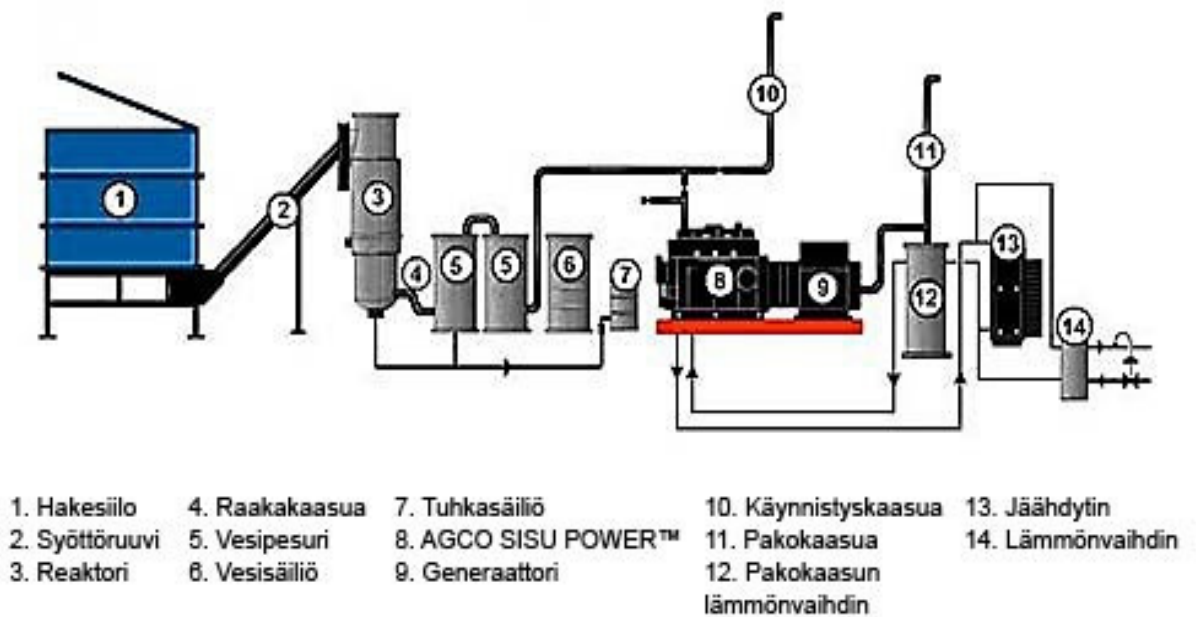 1
2
3
4
5
5
6
7
8
9
10
11
12
13
14
1. Hakesiilo
2. Syöttöruuvi
3. Reaktori
4. Raakakaasua
5. Vesipesuri
6. Vesisäiliö
7. Tuhkasäiliö
8. AGCO SISU POWER™
9. Generaattori
10. Käynnistyskaasua
11. Pakokaasua
12. Pakokaasun
lämmönvaihdin
13. Jäähdytin
14. Lämmönvaihdin